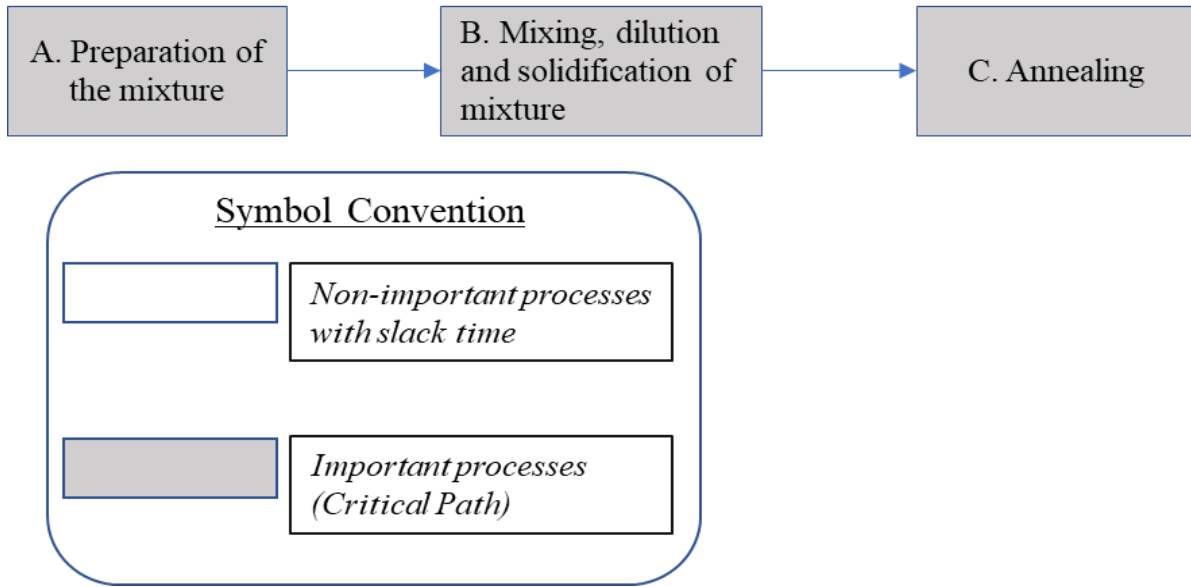 A. Preparation of
the mixture
B. Mixing, dilution
and solidification of
mixture
C. Annealing
Symbol Convention
Non-important processes
with slack time
Important processes
(Critical Path)